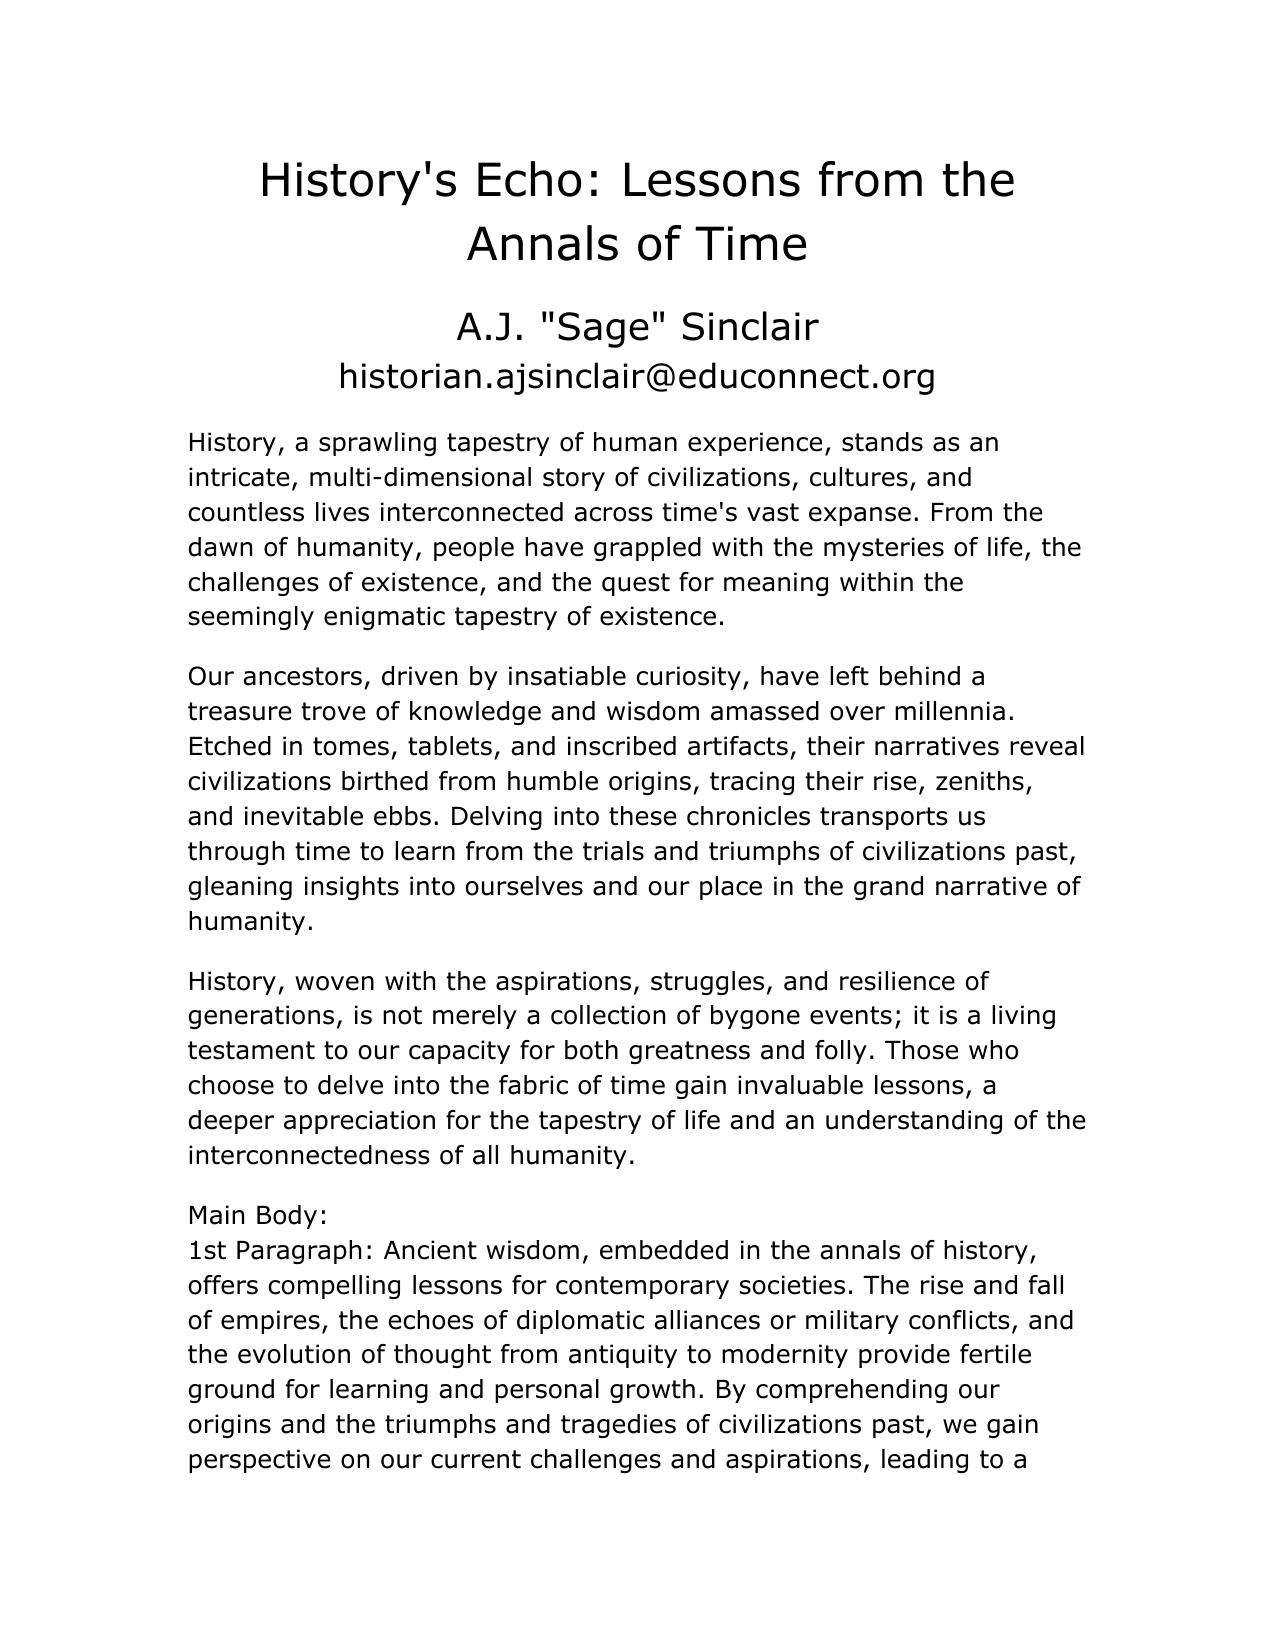 History's Echo: Lessons from the
Annals of Time
A.J. "Sage" Sinclair
historian.ajsinclair@educonnect.org
History, a sprawling tapestry of human experience, stands as an
intricate, multi-dimensional story of civilizations, cultures, and
countless lives interconnected across time's vast expanse. From the
dawn of humanity, people have grappled with the mysteries of life, the
challenges of existence, and the quest for meaning within the
seemingly enigmatic tapestry of existence.
Our ancestors, driven by insatiable curiosity, have left behind a
treasure trove of knowledge and wisdom amassed over millennia.
Etched in tomes, tablets, and inscribed artifacts, their narratives reveal
civilizations birthed from humble origins, tracing their rise, zeniths,
and inevitable ebbs. Delving into these chronicles transports us
through time to learn from the trials and triumphs of civilizations past,
gleaning insights into ourselves and our place in the grand narrative of
humanity.
History, woven with the aspirations, struggles, and resilience of
generations, is not merely a collection of bygone events; it is a living
testament to our capacity for both greatness and folly. Those who
choose to delve into the fabric of time gain invaluable lessons, a
deeper appreciation for the tapestry of life and an understanding of the
interconnectedness of all humanity.
Main Body:
1st Paragraph: Ancient wisdom, embedded in the annals of history,
offers compelling lessons for contemporary societies. The rise and fall
of empires, the echoes of diplomatic alliances or military conflicts, and
the evolution of thought from antiquity to modernity provide fertile
ground for learning and personal growth. By comprehending our
origins and the triumphs and tragedies of civilizations past, we gain
perspective on our current challenges and aspirations, leading to a